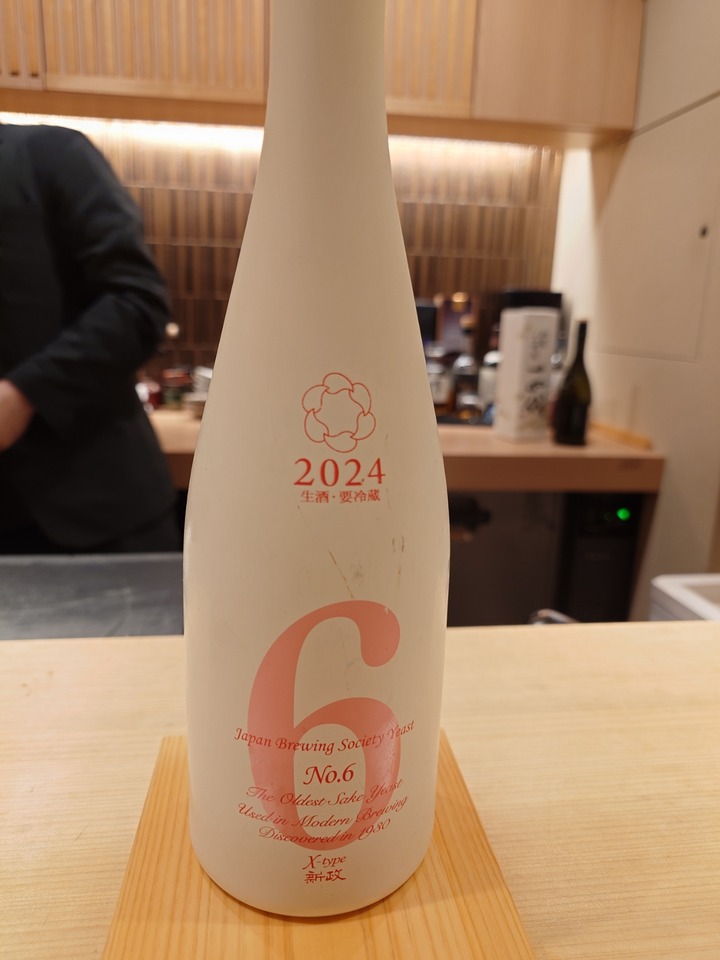 2024
生酒・要冷蔵
6
Japan Brewing Society Yeast
No.6
The Oldest Sake Yeast
Used in Modern Brewing
Discovered in 1930
X-type
新政